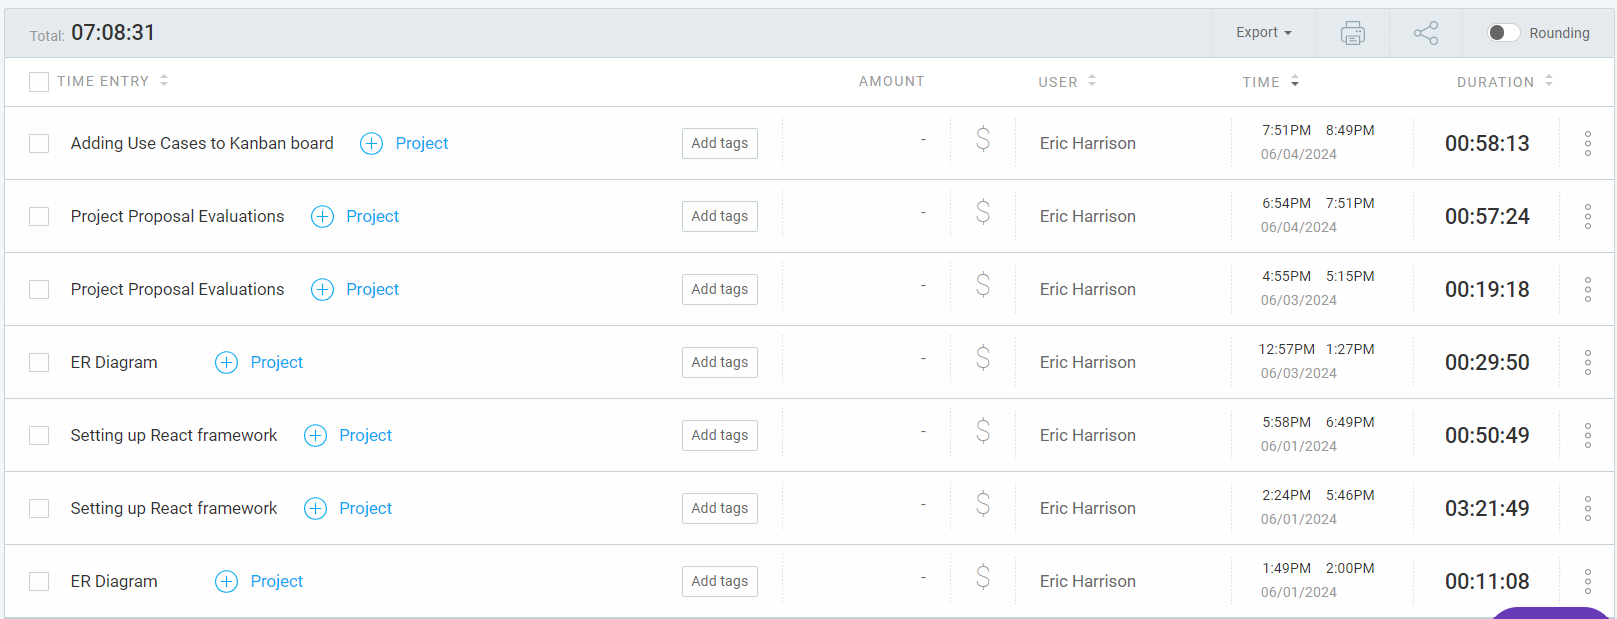 Total: 07:08:31 Export Rounding
TIME ENTRY AMOUNT USER TIME DURATION
Adding Use Cases to Kanban board Project Add tags - $ Eric Harrison 7:51PM 8:49PM 00:58:13
06/04/2024
Project Proposal Evaluations Project Add tags - $ Eric Harrison 6:54PM 7:51PM 00:57:24
06/04/2024
Project Proposal Evaluations Project Add tags - $ Eric Harrison 4:55PM 5:15PM 00:19:18
06/03/2024
ER Diagram Project Add tags - $ Eric Harrison 12:57PM 1:27PM 00:29:50
06/03/2024
Setting up React framework Project Add tags - $ Eric Harrison 5:58PM 6:49PM 00:50:49
06/01/2024
Setting up React framework Project Add tags - $ Eric Harrison 2:24PM 5:46PM 03:21:49
06/01/2024
ER Diagram Project Add tags - $ Eric Harrison 1:49PM 2:00PM 00:11:08
06/01/2024